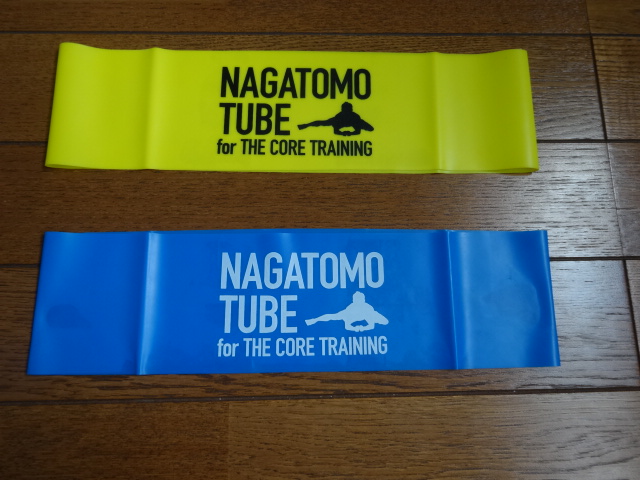 NAGATOMO
TUBE
for THE CORE TRAINING
NAGATOMO
TUBE
for THE CORE TRAINING